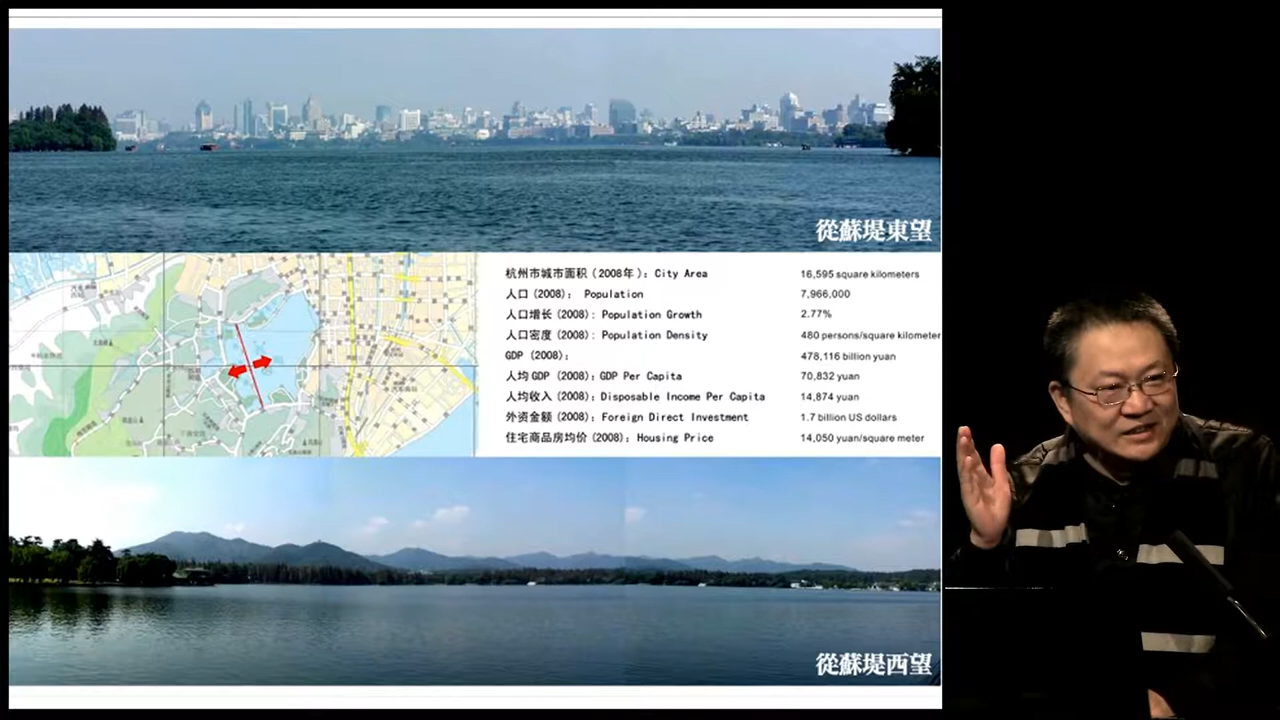 從蘇堤東望
杭州市城市面积 (2008年): City Area 16,595 square kilometers
人口 (2008): Population 7,966,000
人口增长 (2008): Population Growth 2.77%
人口密度 (2008): Population Density 480 persons/square kilometer
GDP (2008): 478,116 billion yuan
人均 GDP (2008): GDP Per Capita 70,832 yuan
人均收入 (2008): Disposable Income Per Capita 14,874 yuan
外资金额 (2008): Foreign Direct Investment 1.7 billion US dollars
住宅商品房均价 (2008): Housing Price 14,050 yuan/square meter
從蘇堤西望